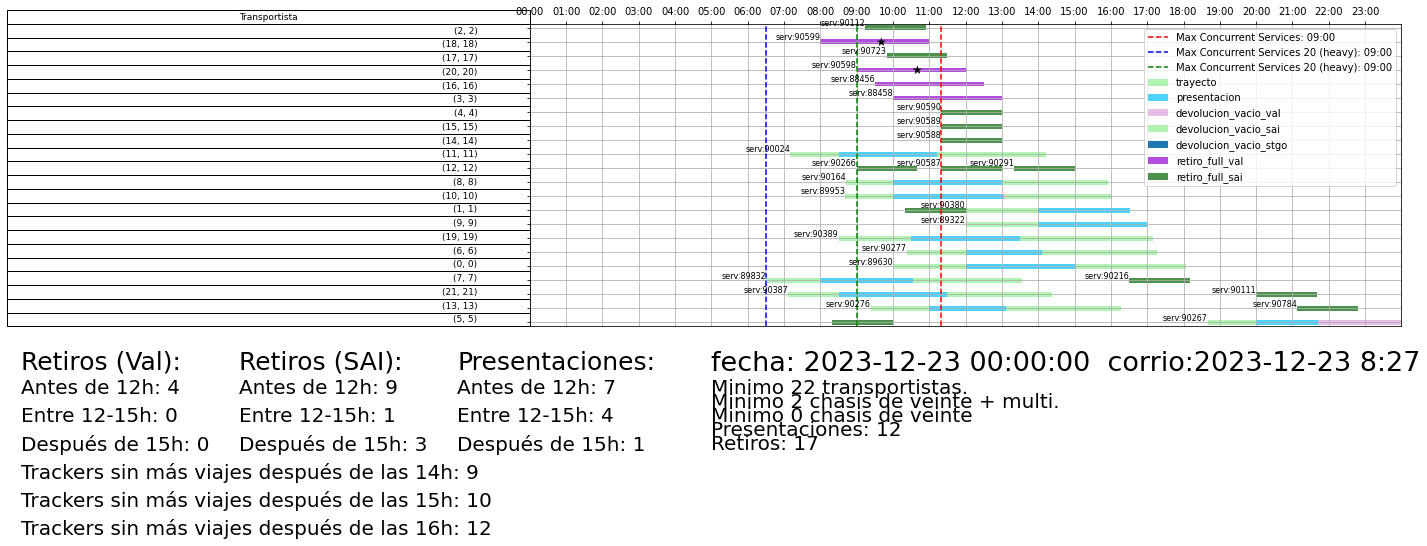 Transportista
00:00 01:00 02:00 03:00 04:00 05:00 06:00 07:00 08:00 09:00 10:00 11:00 12:00 13:00 14:00 15:00 16:00 17:00 18:00 19:00 20:00 21:00 22:00 23:00
(2, 2) serv:90112
(18, 18) serv:90599
(17, 17) serv:90723
(20, 20) serv:90598
(16, 16) serv:88456
(3, 3) serv:88458
(4, 4) serv:90590
(15, 15) serv:90589
(14, 14) serv:90588
(11, 11) serv:90024
(12, 12) serv:90266 serv:90587 serv:90291
(8, 8) serv:90164
(10, 10) serv:89953
(1, 1) serv:90380
(9, 9) serv:89322
(19, 19) serv:90389
(6, 6) serv:90277
(0, 0) serv:89630
(7, 7) serv:89832 serv:90216
(21, 21) serv:90387 serv:90111
(13, 13) serv:90276 serv:90784
(5, 5) serv:90267
Max Concurrent Services: 09:00
Max Concurrent Services 20 (heavy): 09:00
Max Concurrent Services 20 (heavy): 09:00
trayecto
presentacion
devolucion_vacio_val
devolucion_vacio_sai
devolucion_vacio_stgo
retiro_full_val
retiro_full_sai
Retiros (Val):
Antes de 12h: 4
Entre 12-15h: 0
Después de 15h: 0
Retiros (SAI):
Antes de 12h: 9
Entre 12-15h: 1
Después de 15h: 3
Presentaciones:
Antes de 12h: 7
Entre 12-15h: 4
Después de 15h: 1
Trackers sin más viajes después de las 14h: 9
Trackers sin más viajes después de las 15h: 10
Trackers sin más viajes después de las 16h: 12
fecha: 2023-12-23 00:00:00  corrio:2023-12-23 8:27
Minimo 22 transportistas.
Minimo 2 chasis de veinte + multi.
Minimo 0 chasis de veinte
Presentaciones: 12
Retiros: 17